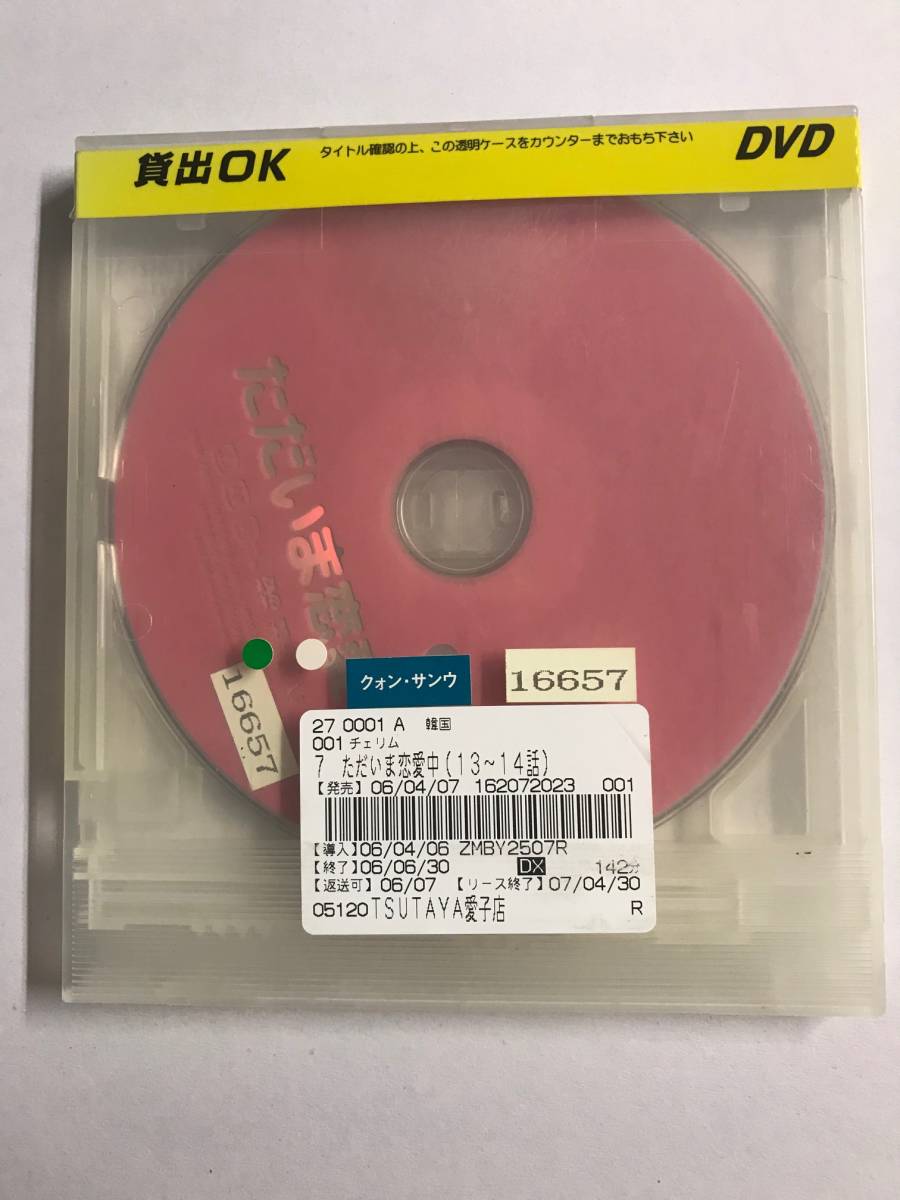 貸出OK
タイトル確認の上、この透明ケースをカウンターまでおもち下さい
DVD
ただいま恋
16657
クォン・サンウ
16657
27 0001 A 韓国
001 チェリム
7 ただいま恋愛中(13~14話)
【発売】06/04/07 162072023 001
【導入】06/04/06 ZMBY2507R
【終了】06/06/30 DX 142分
【返送可】06/07 【リース終了】07/04/30
05120TSUTAYA愛子店 R